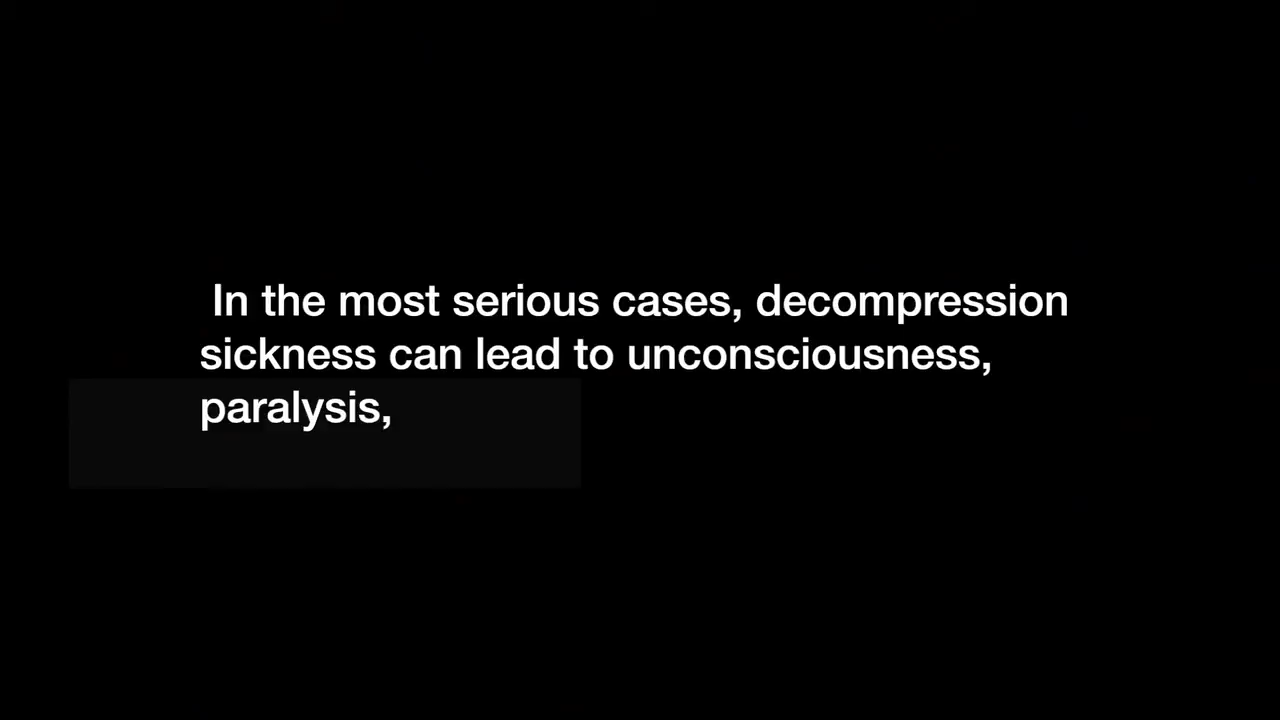 In the most serious cases, decompression
sickness can lead to unconsciousness,
paralysis,